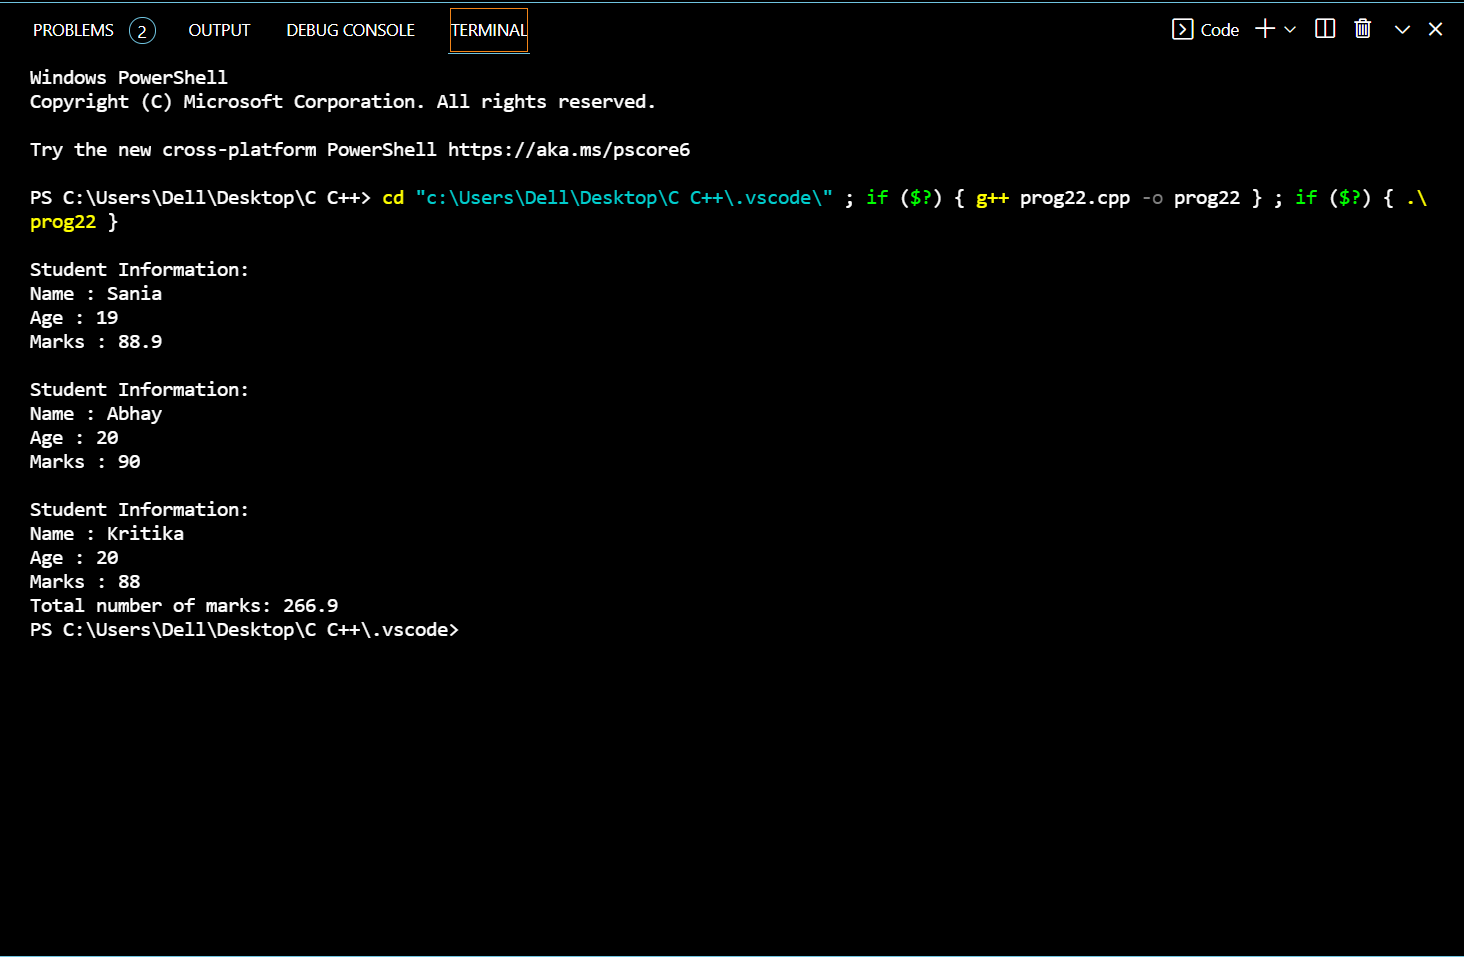 PROBLEMS 2 OUTPUT DEBUG CONSOLE TERMINAL Code
Windows PowerShell
Copyright (C) Microsoft Corporation. All rights reserved.
Try the new cross-platform PowerShell https://aka.ms/pscore6
PS C:\Users\Dell\Desktop\C C++> cd "c:\Users\Dell\Desktop\C C++\.vscode\" ; if ($?) { g++ prog22.cpp -o prog22 } ; if ($?) { .\
prog22 }
Student Information:
Name : Sania
Age : 19
Marks : 88.9
Student Information:
Name : Abhay
Age : 20
Marks : 90
Student Information:
Name : Kritika
Age : 20
Marks : 88
Total number of marks: 266.9
PS C:\Users\Dell\Desktop\C C++\.vscode>